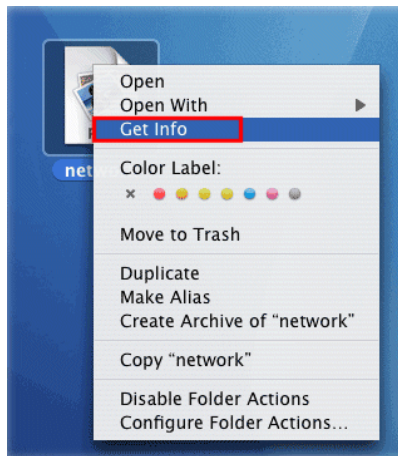 Open
Open With
Get Info
net
Color Label:
Move to Trash
Duplicate
Make Alias
Create Archive of “network”
Copy “network”
Disable Folder Actions
Configure Folder Actions...